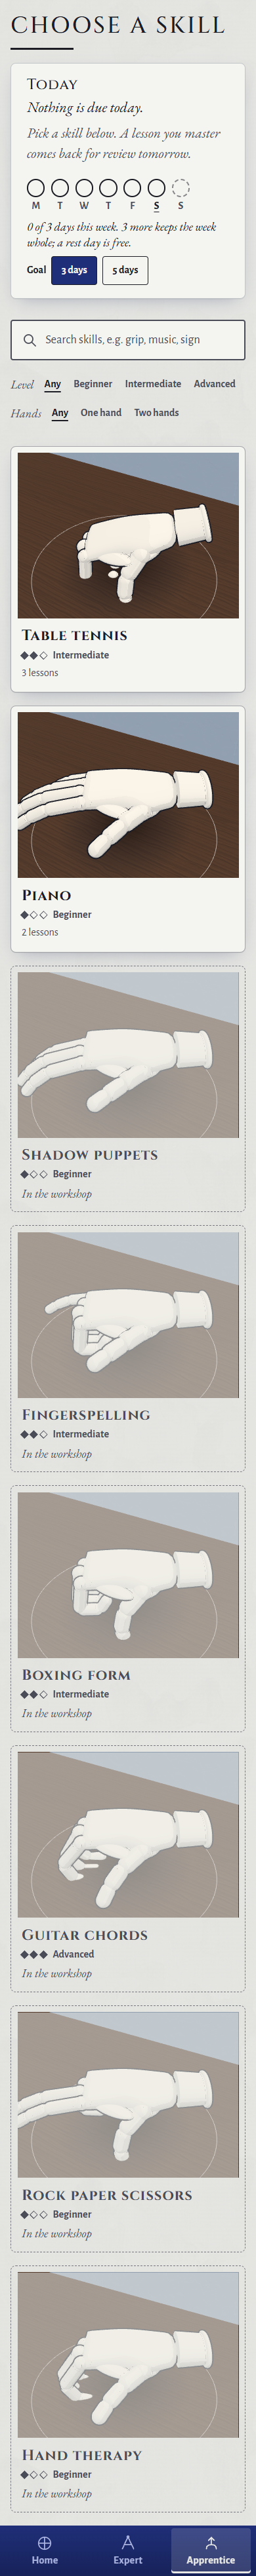 CHOOSE A SKILL
TODAY
Nothing is due today.
Pick a skill below. A lesson you master
comes back for review tomorrow.
M T W T F S S
0 of 3 days this week. 3 more keeps the week
whole; a rest day is free.
Goal 3 days 5 days
Search skills, e.g. grip, music, sign
Level Any Beginner Intermediate Advanced
Hands Any One hand Two hands
TABLE TENNIS
Intermediate
3 lessons
PIANO
Beginner
2 lessons
SHADOW PUPPETS
Beginner
In the workshop
FINGERSPELLING
Intermediate
In the workshop
BOXING FORM
Intermediate
In the workshop
GUITAR CHORDS
Advanced
In the workshop
ROCK PAPER SCISSORS
Beginner
In the workshop
HAND THERAPY
Beginner
In the workshop
Home Expert Apprentice